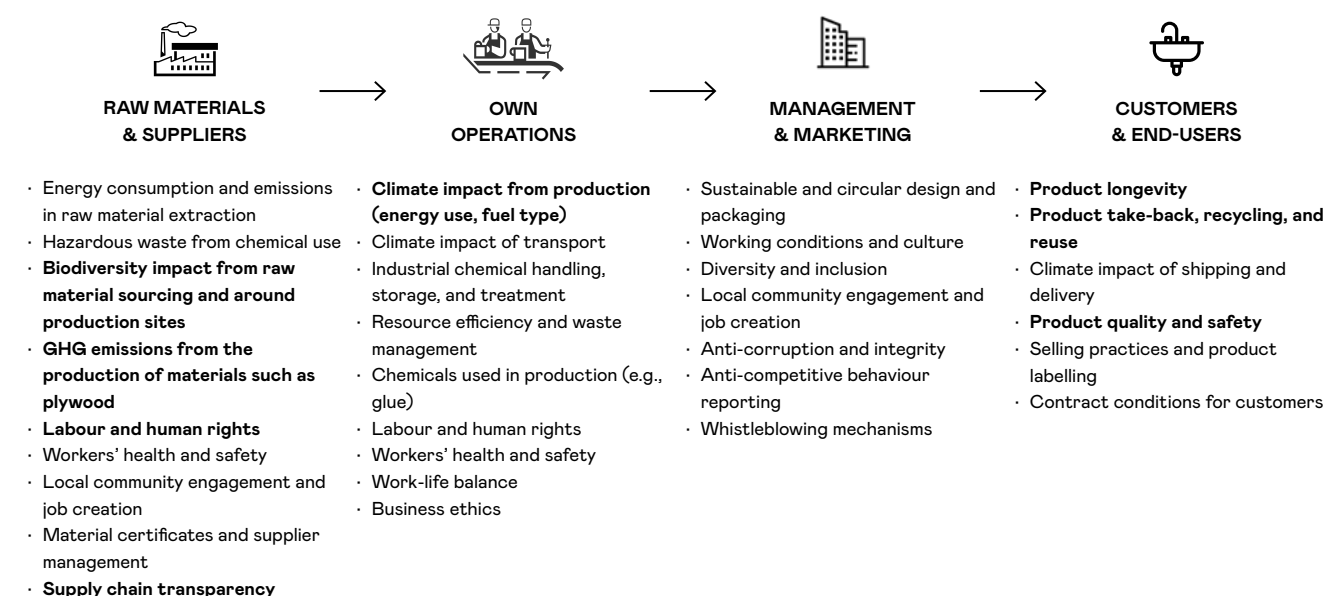 RAW MATERIALS
& SUPPLIERS
· Energy consumption and emissions
in raw material extraction
· Hazardous waste from chemical use
· Biodiversity impact from raw
material sourcing and around
production sites
· GHG emissions from the
production of materials such as
plywood
· Labour and human rights
· Workers’ health and safety
· Local community engagement and
job creation
· Material certificates and supplier
management
· Supply chain transparency
OWN
OPERATIONS
· Climate impact from production
(energy use, fuel type)
· Climate impact of transport
· Industrial chemical handling,
storage, and treatment
· Resource efficiency and waste
management
· Chemicals used in production (e.g.,
glue)
· Labour and human rights
· Workers’ health and safety
· Work-life balance
· Business ethics
MANAGEMENT
& MARKETING
· Sustainable and circular design and
packaging
· Working conditions and culture
· Diversity and inclusion
· Local community engagement and
job creation
· Anti-corruption and integrity
· Anti-competitive behaviour
reporting
· Whistleblowing mechanisms
CUSTOMERS
& END-USERS
· Product longevity
· Product take-back, recycling, and
reuse
· Climate impact of shipping and
delivery
· Product quality and safety
· Selling practices and product
labelling
· Contract conditions for customers